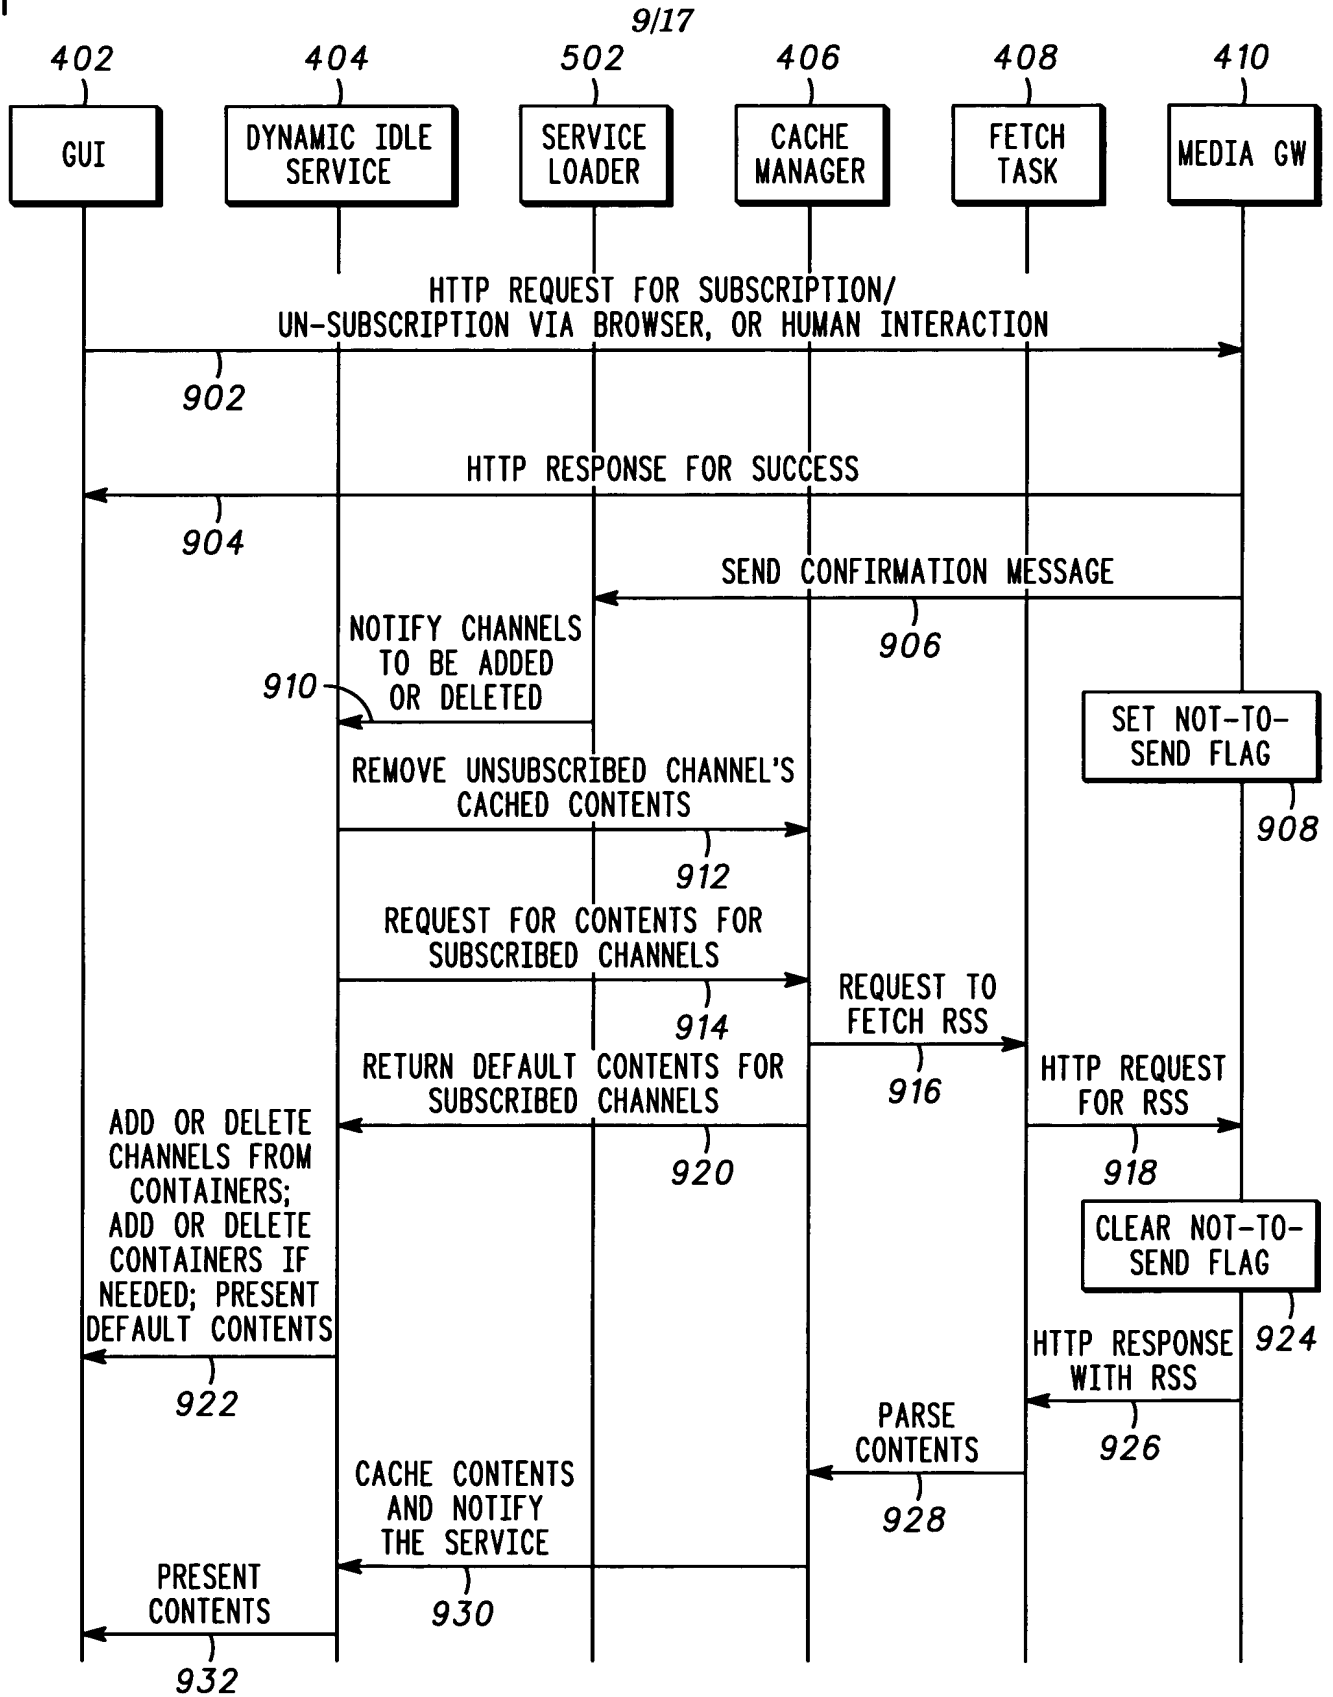 9/17
402
404
502
406
408
410
GUI
DYNAMIC IDLE
SERVICE
SERVICE
LOADER
CACHE
MANAGER
FETCH
TASK
MEDIA GW
HTTP REQUEST FOR SUBSCRIPTION/
UN-SUBSCRIPTION VIA BROWSER, OR HUMAN INTERACTION
902
HTTP RESPONSE FOR SUCCESS
904
SEND CONFIRMATION MESSAGE
906
NOTIFY CHANNELS
TO BE ADDED
OR DELETED
910
SET NOT-TO-
SEND FLAG
908
REMOVE UNSUBSCRIBED CHANNEL'S
CACHED CONTENTS
912
REQUEST FOR CONTENTS FOR
SUBSCRIBED CHANNELS
914
REQUEST TO
FETCH RSS
916
RETURN DEFAULT CONTENTS FOR
SUBSCRIBED CHANNELS
920
HTTP REQUEST
FOR RSS
918
ADD OR DELETE
CHANNELS FROM
CONTAINERS;
ADD OR DELETE
CONTAINERS IF
NEEDED; PRESENT
DEFAULT CONTENTS
922
CLEAR NOT-TO-
SEND FLAG
924
HTTP RESPONSE
WITH RSS
926
PARSE
CONTENTS
928
CACHE CONTENTS
AND NOTIFY
THE SERVICE
930
PRESENT
CONTENTS
932